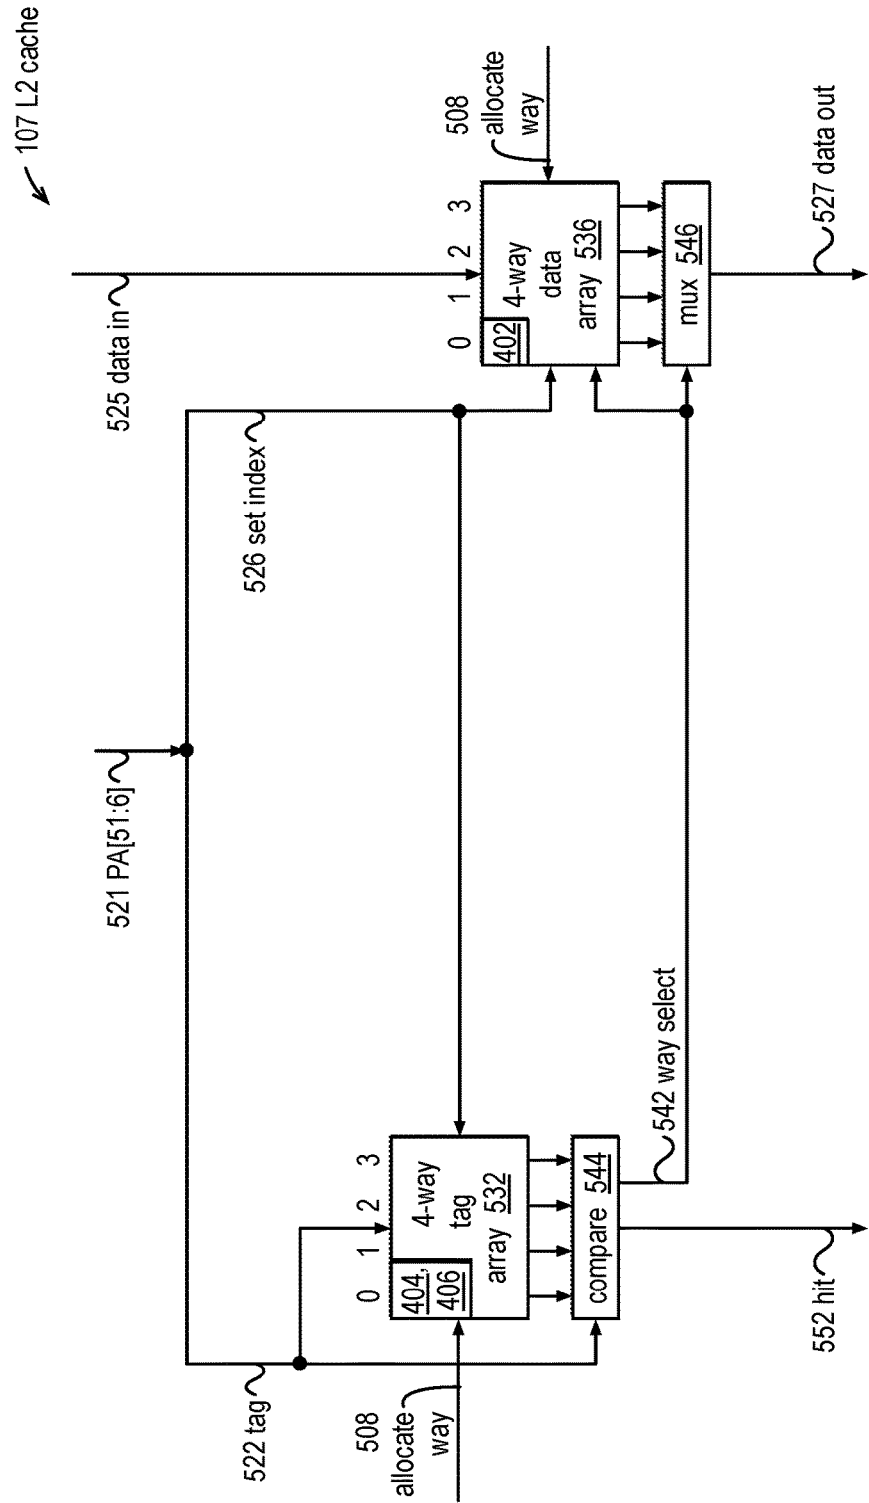 107 L2 cache
521 PA[51:6]
525 data in
522 tag
526 set index
508
allocate
way
0 1 2 3
404,
406
4-way
tag
array 532
compare 544
552 hit
542 way select
508
allocate
way
0 1 2 3
402
4-way
data
array 536
mux 546
527 data out